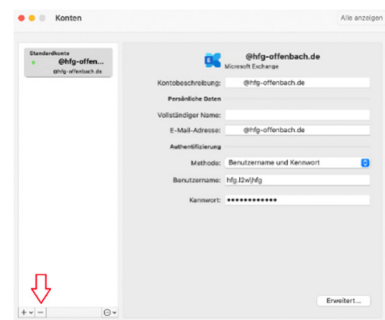 Konten
Alle anzeigen
Standardkonto
@hfg-offen...
@hfg-offenbach.de
@hfg-offenbach.de
Microsoft Exchange
Kontobeschreibung: @hfg-offenbach.de
Persönliche Daten
Vollständiger Name:
E-Mail-Adresse: @hfg-offenbach.de
Authentifizierung
Methode: Benutzername und Kennwort
Benutzername:
Kennwort: ••••••••••••
Erweitert...